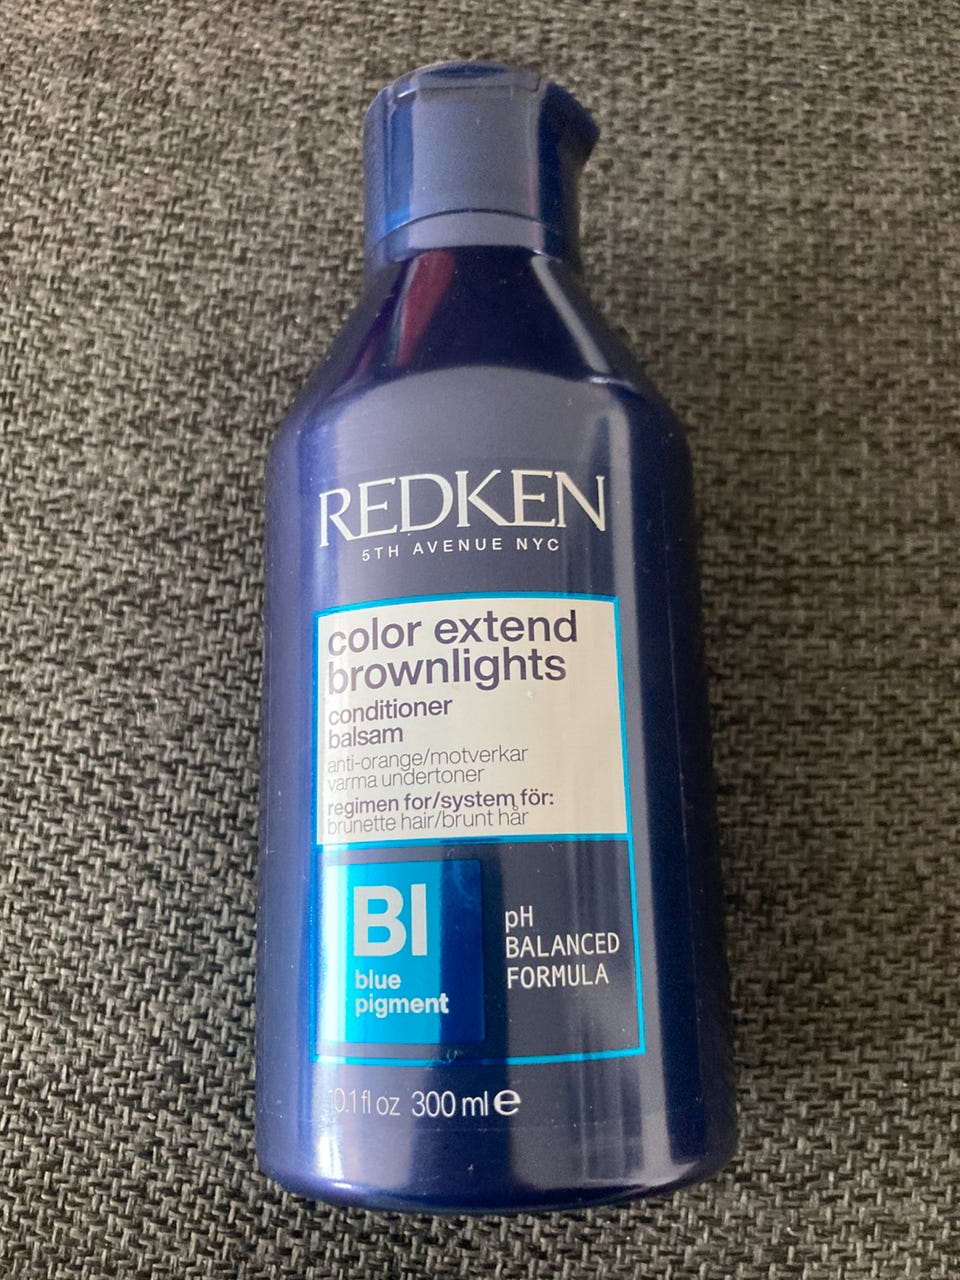 REDKEN
5TH AVENUE NYC
color extend
brownlights
conditioner
balsam
anti-orange/motverkar
varma undertoner
regimen for/system för:
brunette hair/brunt hår
BI
blue
pigment
pH
BALANCED
FORMULA
10.1 fl oz 300 ml e